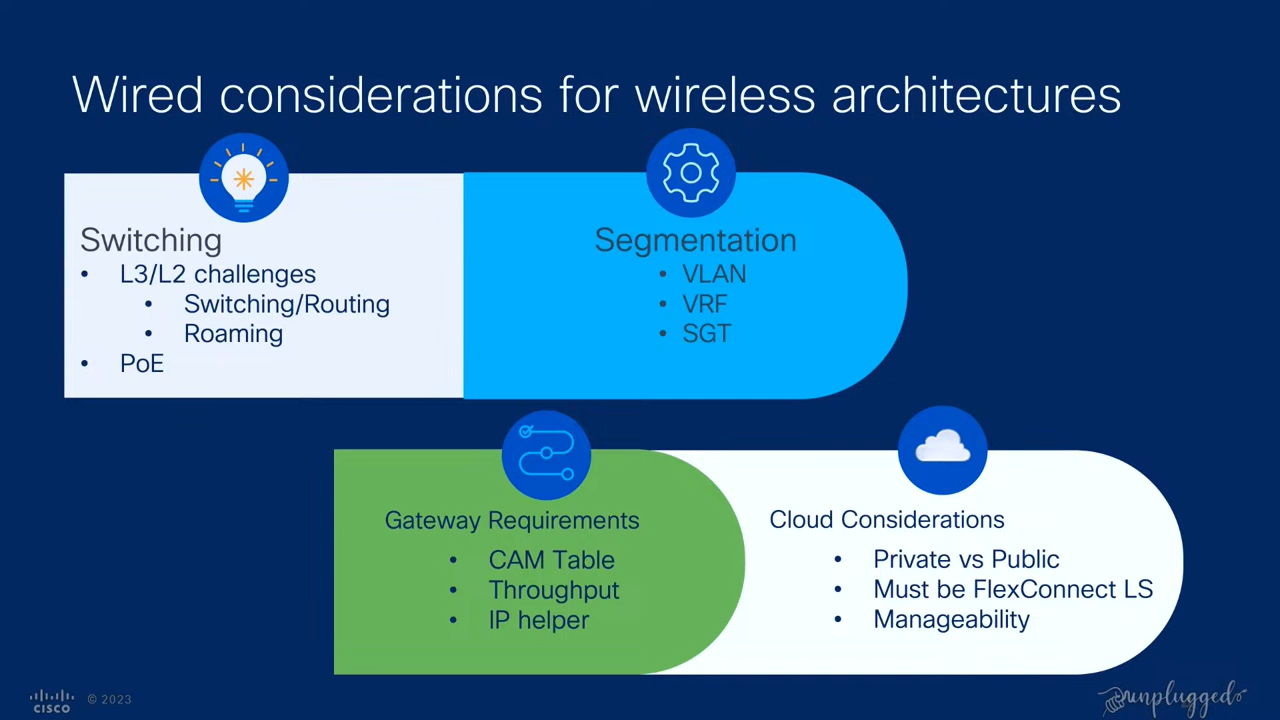 Wired considerations for wireless architectures
Switching
• L3/L2 challenges
• Switching/Routing
• Roaming
• PoE
Segmentation
• VLAN
• VRF
• SGT
Gateway Requirements
• CAM Table
• Throughput
• IP helper
Cloud Considerations
• Private vs Public
• Must be FlexConnect LS
• Manageability
CISCO
© 2023
unplugged